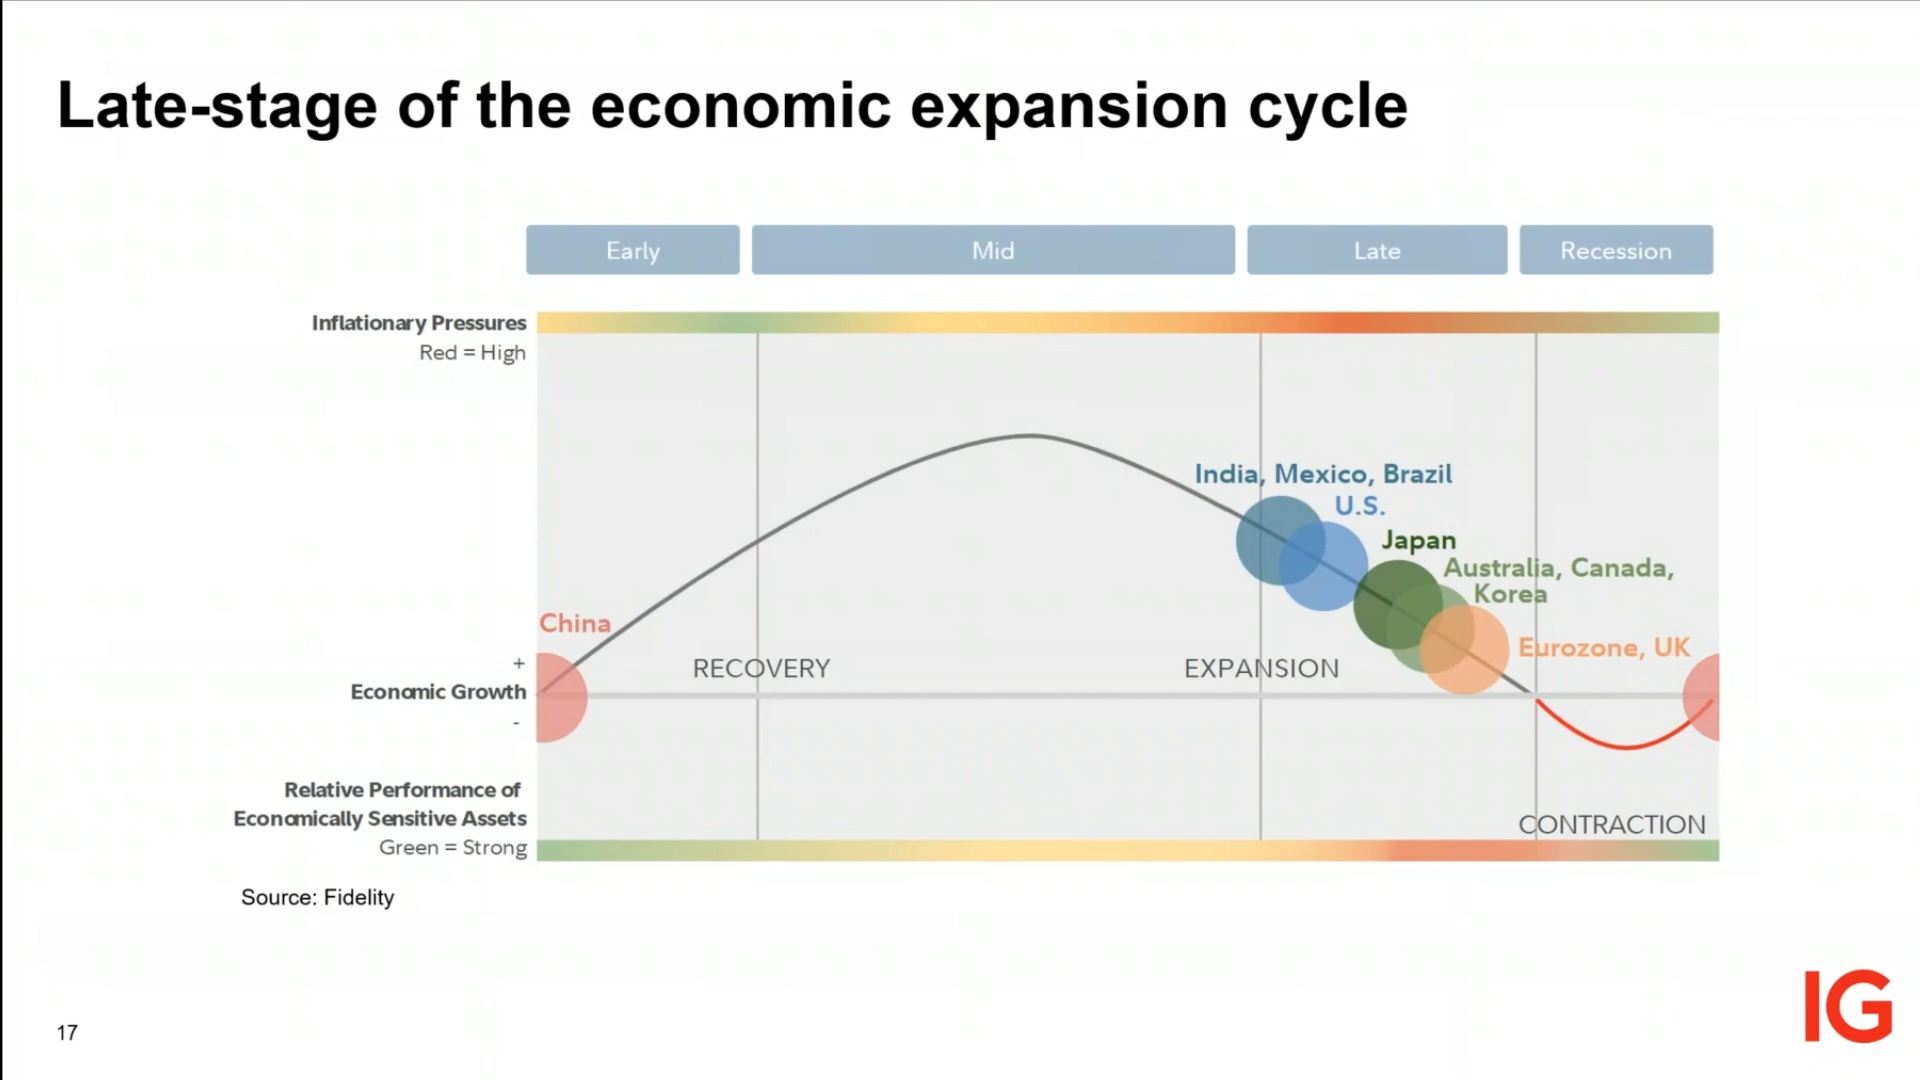 Late-stage of the economic expansion cycle
Early
Mid
Late
Recession
Inflationary Pressures
Red = High
India, Mexico, Brazil
U.S.
Japan
Australia, Canada,
Korea
China
Eurozone, UK
+
RECOVERY
EXPANSION
Economic Growth
-
Relative Performance of
Economically Sensitive Assets
Green = Strong
CONTRACTION
Source: Fidelity
IG
17